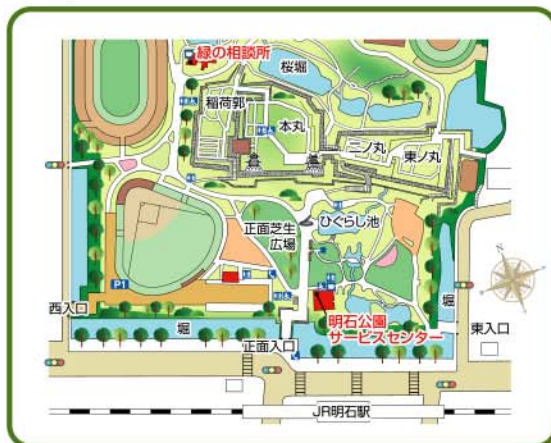 緑の相談所
桜堀
稲荷郭
本丸
二ノ丸
東ノ丸
正面芝生
広場
ひぐらし池
P1
西入口
堀
正面入口
明石公園
サービスセンター
堀
東入口
JR明石駅